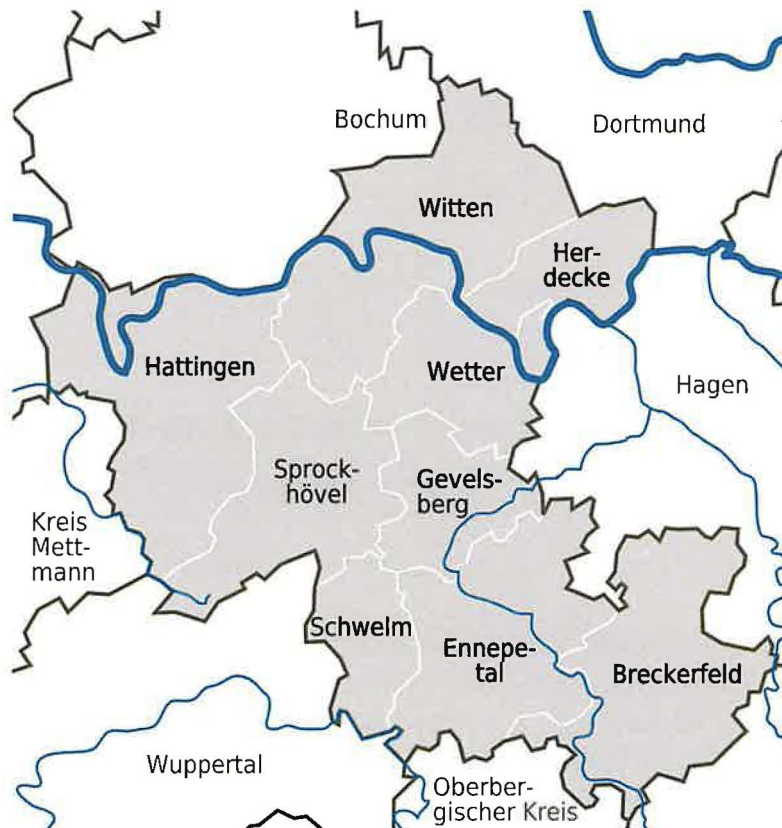 Bochum
Dortmund
Witten
Her-
decke
Hattingen
Wetter
Hagen
Sprock-
hövel
Gevels-
berg
Kreis
Mett-
mann
Schwelm
Ennepe-
tal
Breckerfeld
Wuppertal
Oberber-
gischer Kreis